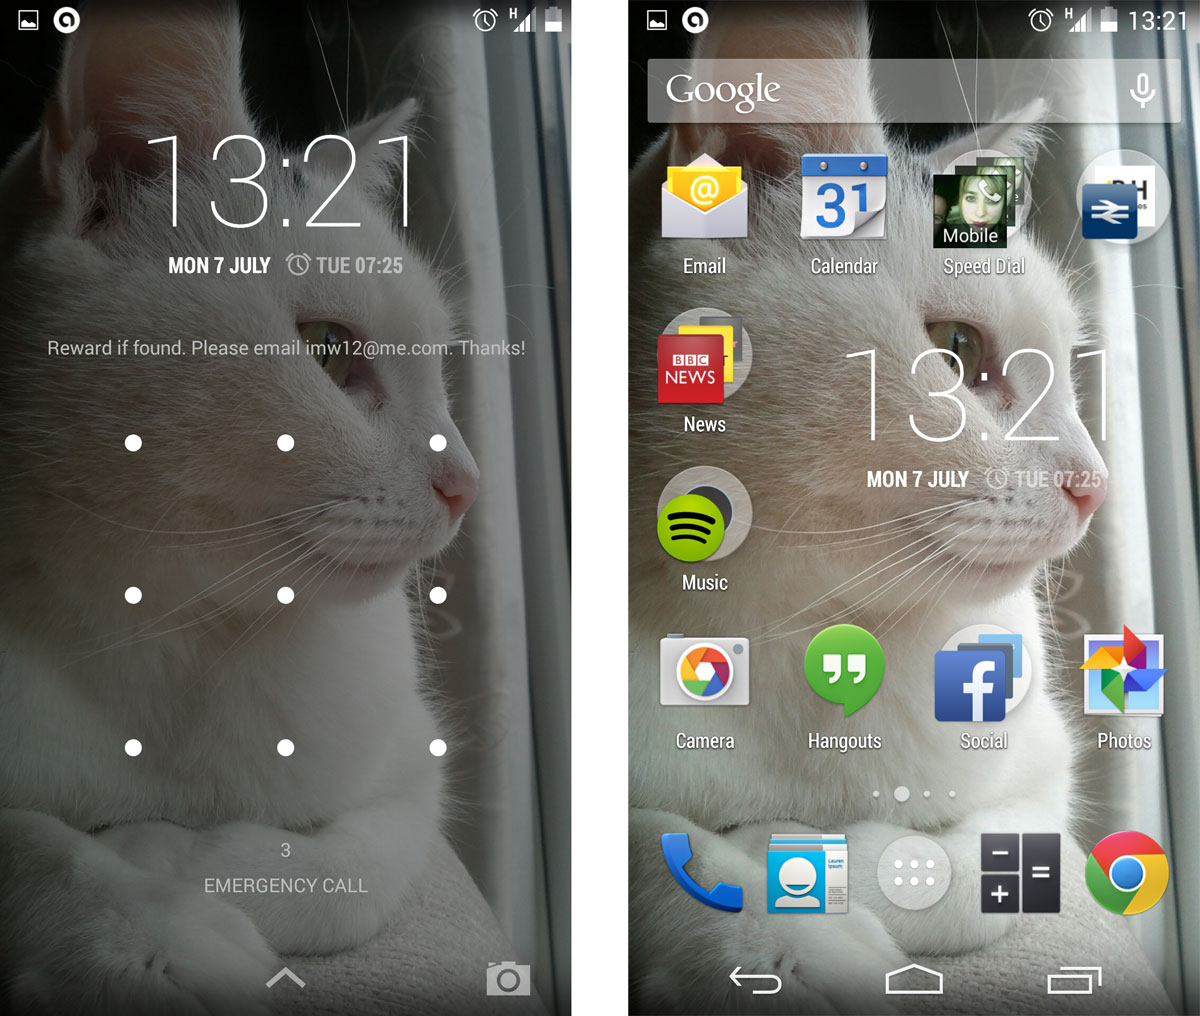 H
13:21
MON 7 JULY TUE 07:25
Reward if found. Please email imw12@me.com. Thanks!
3
EMERGENCY CALL
H 13:21
Google
@
31
Mobile
Email
Calendar
Speed Dial
BBC
NEWS
News
13:21
MON 7 JULY TUE 07:25
Music
Camera
Hangouts
Social
Photos
Lorem
Ipsum